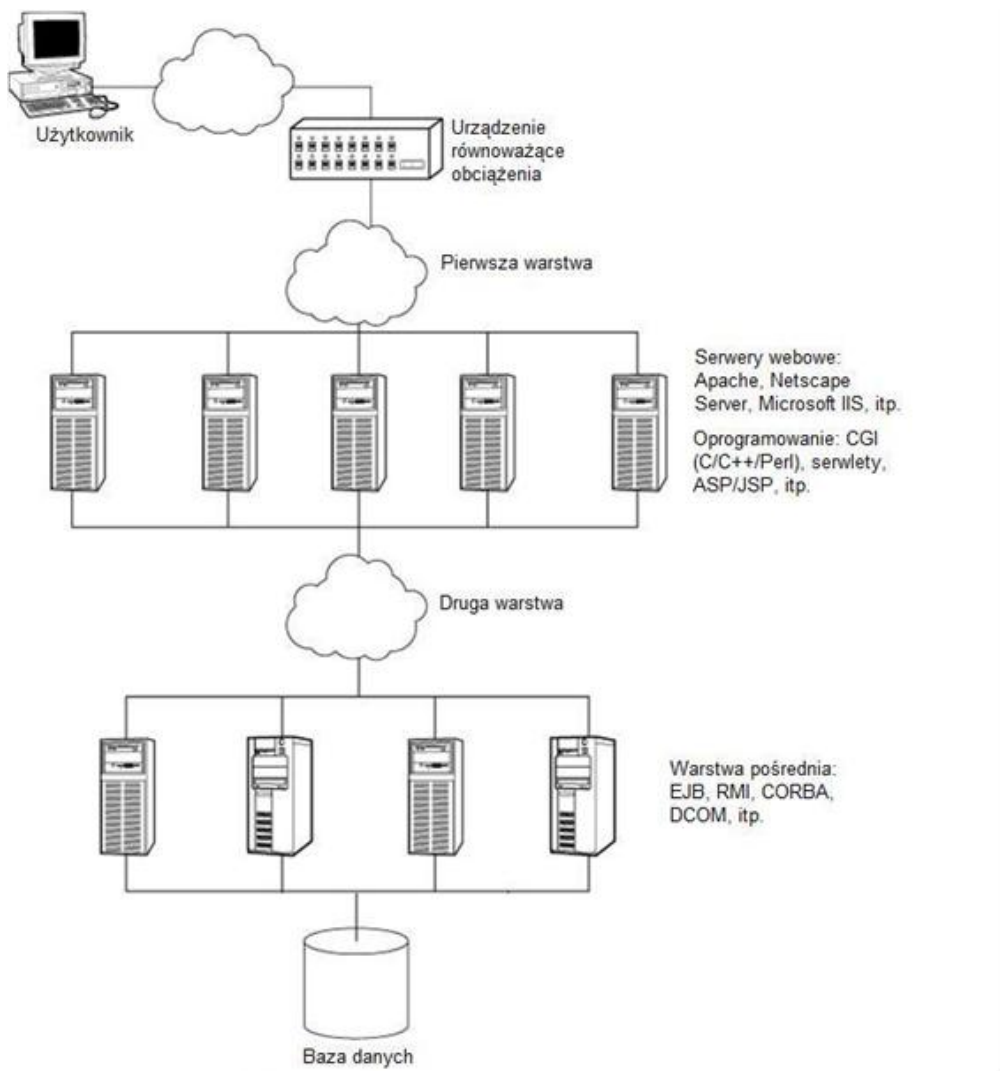 Użytkownik
Urządzenie
równoważące
obciążenia
Pierwsza warstwa
Serwery webowe:
Apache, Netscape
Server, Microsoft IIS, itp.
Oprogramowanie: CGI
(C/C++/Perl), serwlety,
ASP/JSP, itp.
Druga warstwa
Warstwa pośrednia:
EJB, RMI, CORBA,
DCOM, itp.
Baza danych